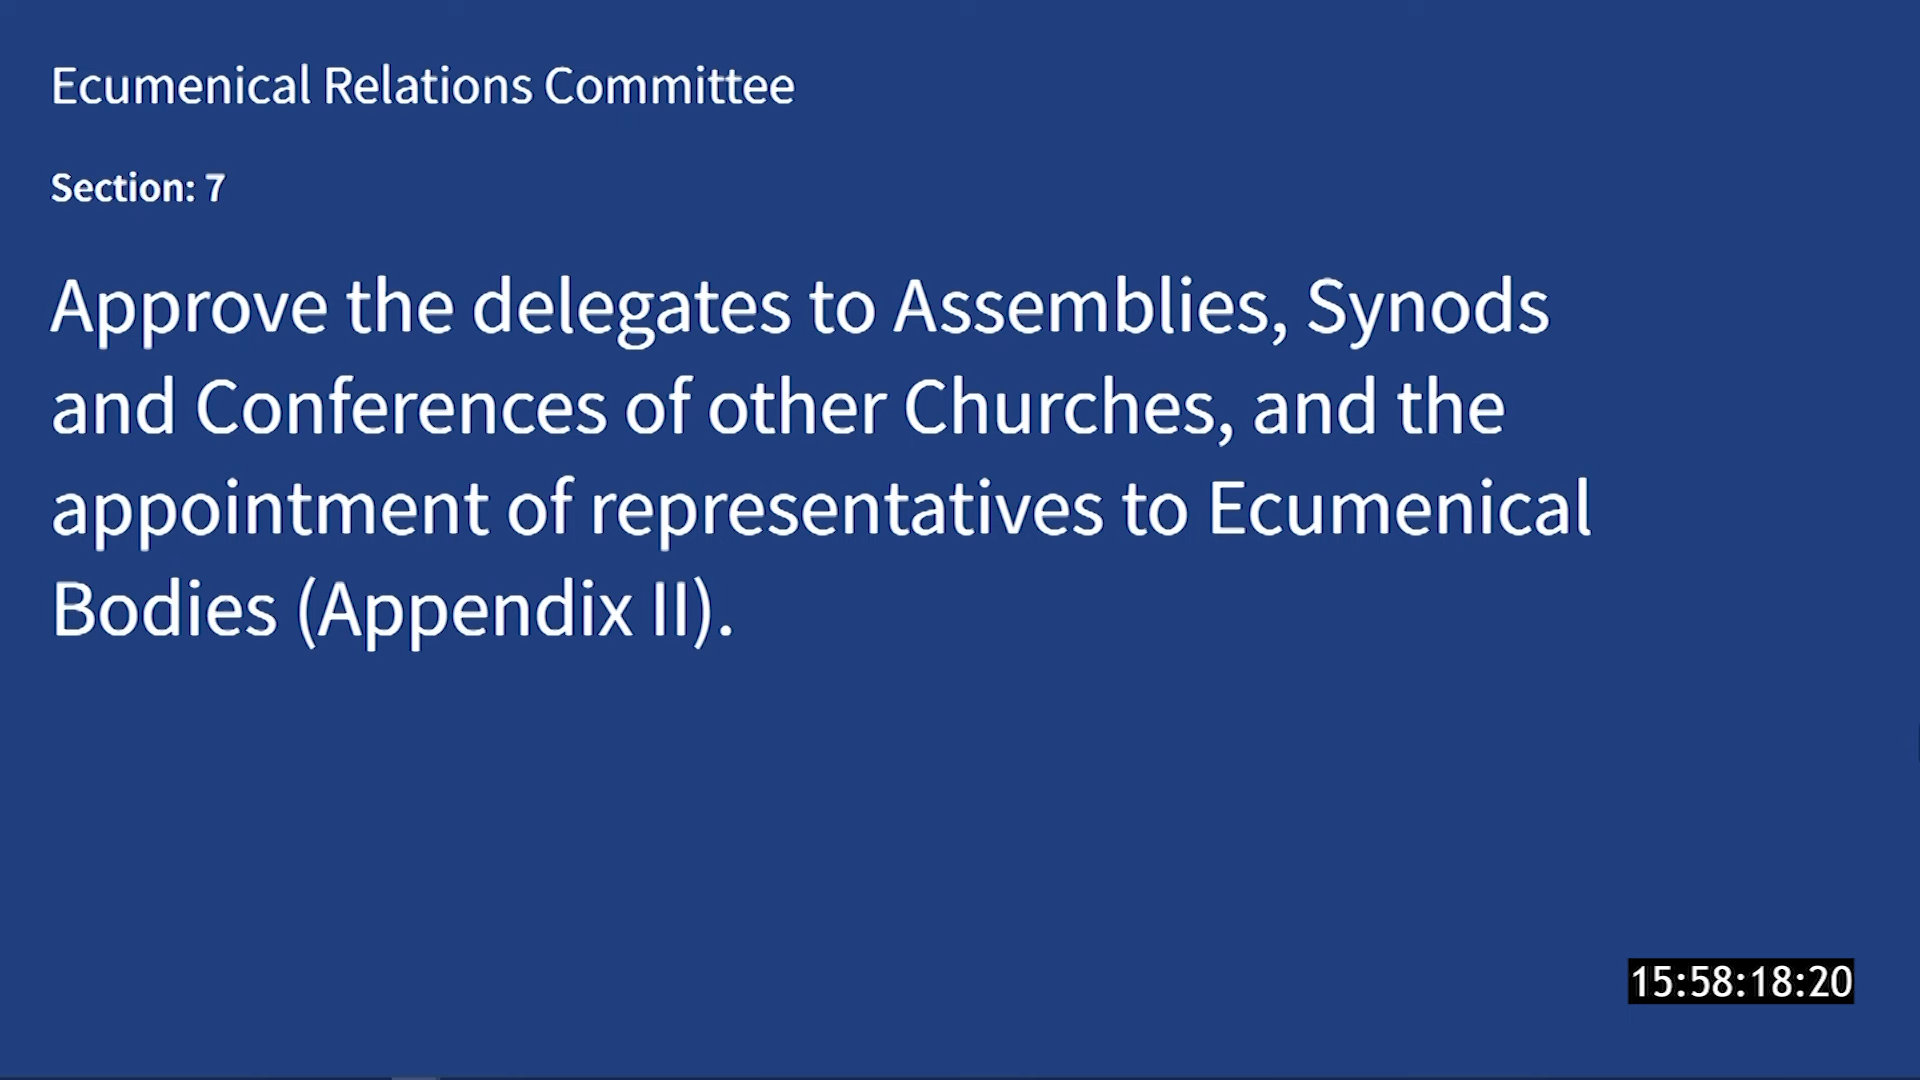 Ecumenical Relations Committee
Section: 7
Approve the delegates to Assemblies, Synods
and Conferences of other Churches, and the
appointment of representatives to Ecumenical
Bodies (Appendix II).
15:58:18:20